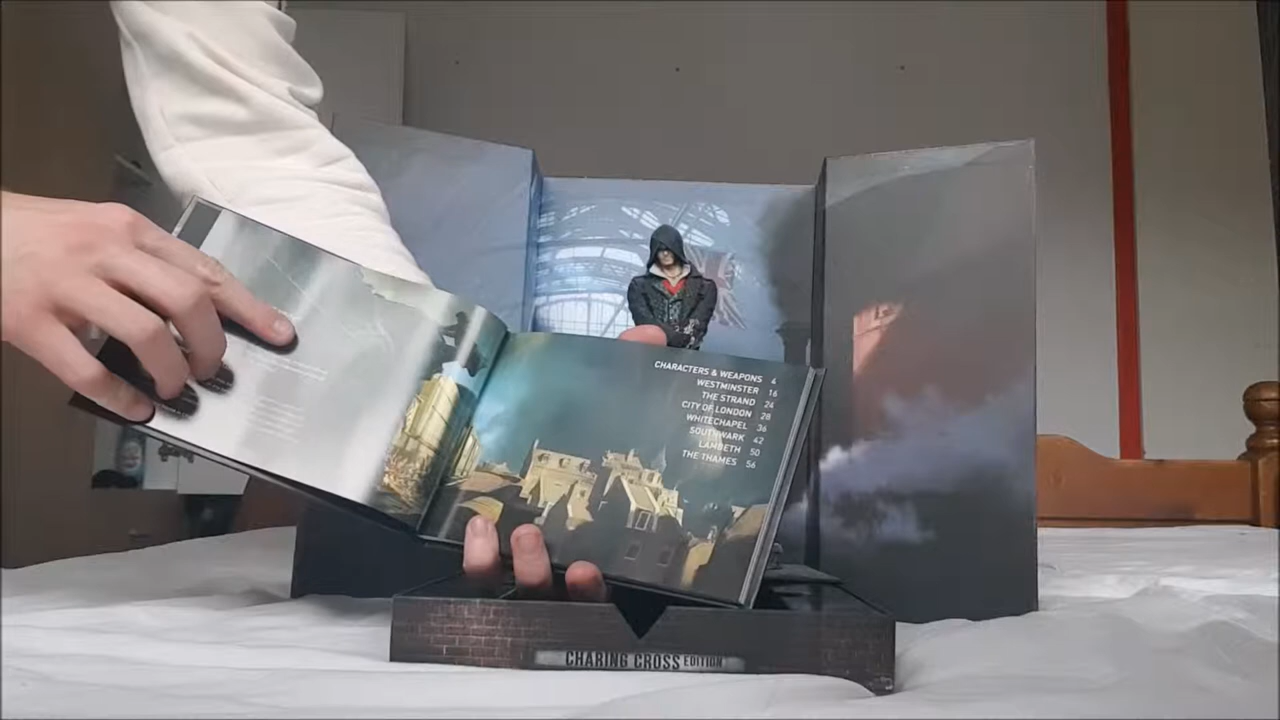 CHARACTERS & WEAPONS 4
WESTMINSTER 16
THE STRAND 24
CITY OF LONDON 28
WHITECHAPEL 36
SOUTHWARK 42
LAMBETH 50
THE THAMES 56
CHARING CROSS EDITION